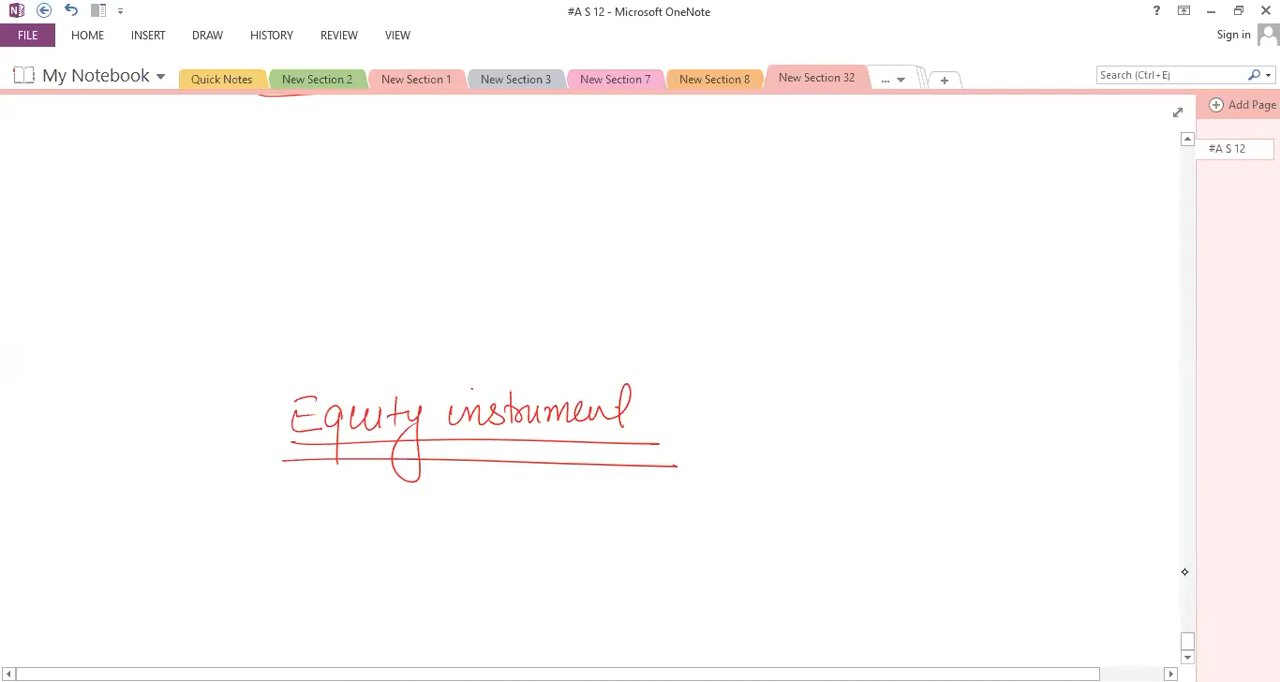 #A S 12 - Microsoft OneNote
?
FILE HOME INSERT DRAW HISTORY REVIEW VIEW
Sign in
My Notebook
Quick Notes New Section 2 New Section 1 New Section 3 New Section 7 New Section 8 New Section 32 ...
Search (Ctrl+E)
Add Page
#A S 12
Equity instrument